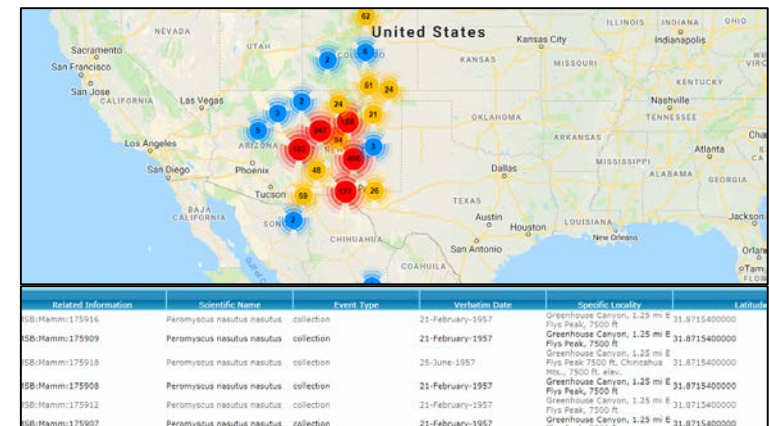 62
United States
NEVADA
ILLINOIS INDIANA OHIO
Sacramento
Kansas City
Indianapolis
UTAH
COLORADO
2
6
San Francisco
KANSAS
MISSOURI
San Jose
51
24
KENTUCKY
CALIFORNIA
Las Vegas
2
24
Nashville
3
21
TENNESSEE
5
OKLAHOMA
Los Angeles
ARIZONA
3
ARKANSAS
Atlanta
San Diego
Phoenix
48
Dallas
MISSISSIPPI
ALABAMA
GEORGIA
Tucson
59
177
26
TEXAS
BAJA
CALIFORNIA
SON
2
Austin
LOUISIANA
Jackson
Houston
CHIHUAHUA
New Orleans
San Antonio
COAHUILA
Related Information Scientific Name Event Type Verbatim Date Specific Locality Latitude
MSB:Mamm:175916 Peromyscus nasutus nasutus collection 21-February-1957 Greenhouse Canyon, 1.25 mi E Flys Peak, 7500 ft 31.8715400000
MSB:Mamm:175909 Peromyscus nasutus nasutus collection 21-February-1957 Greenhouse Canyon, 1.25 mi E Flys Peak, 7500 ft 31.8715400000
MSB:Mamm:175918 Peromyscus nasutus nasutus collection 25-June-1957 Greenhouse Canyon, 1.25 mi E Flys Peak 7500 ft, Chiricahua Mts., 7500 ft. elev. 31.8715400000
MSB:Mamm:175908 Peromyscus nasutus nasutus collection 21-February-1957 Greenhouse Canyon, 1.25 mi E Flys Peak, 7500 ft 31.8715400000
MSB:Mamm:175912 Peromyscus nasutus nasutus collection 21-February-1957 Greenhouse Canyon, 1.25 mi E Flys Peak, 7500 ft 31.8715400000
MSB:Mamm:175907 Peromyscus nasutus nasutus collection 21-February-1957 Greenhouse Canyon, 1.25 mi E 31.8715400000